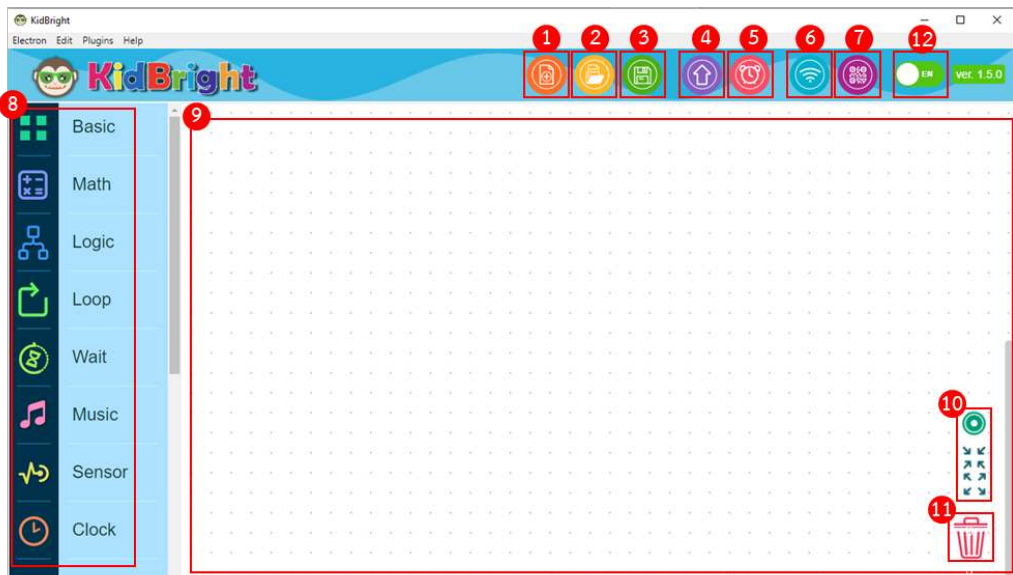 KidBright
Electron Edit Plugins Help
1 2 3 4 5 6 7 12
KidBright
EN
ver. 1.5.0
8
9
Basic
Math
Logic
Loop
Wait
Music
10
Sensor
11
Clock